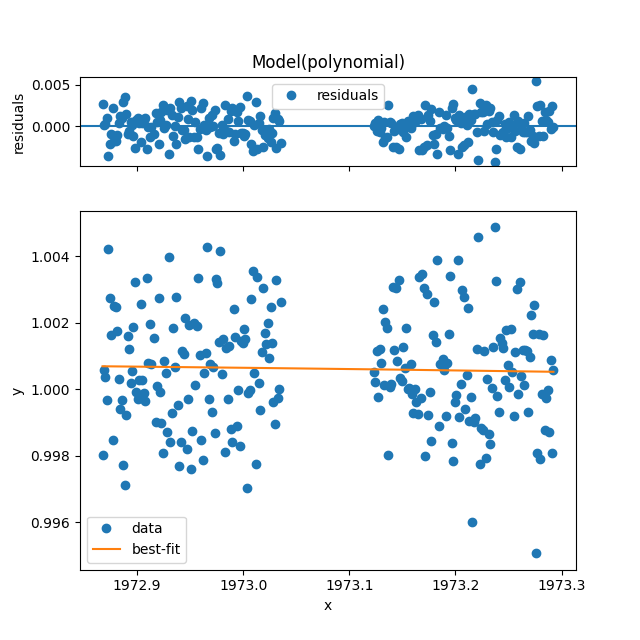 Model(polynomial)
0.005
0.000
residuals
residuals
1.004
1.002
1.000
0.998
0.996
y
data
best-fit
1972.9
1973.0
1973.1
1973.2
1973.3
x